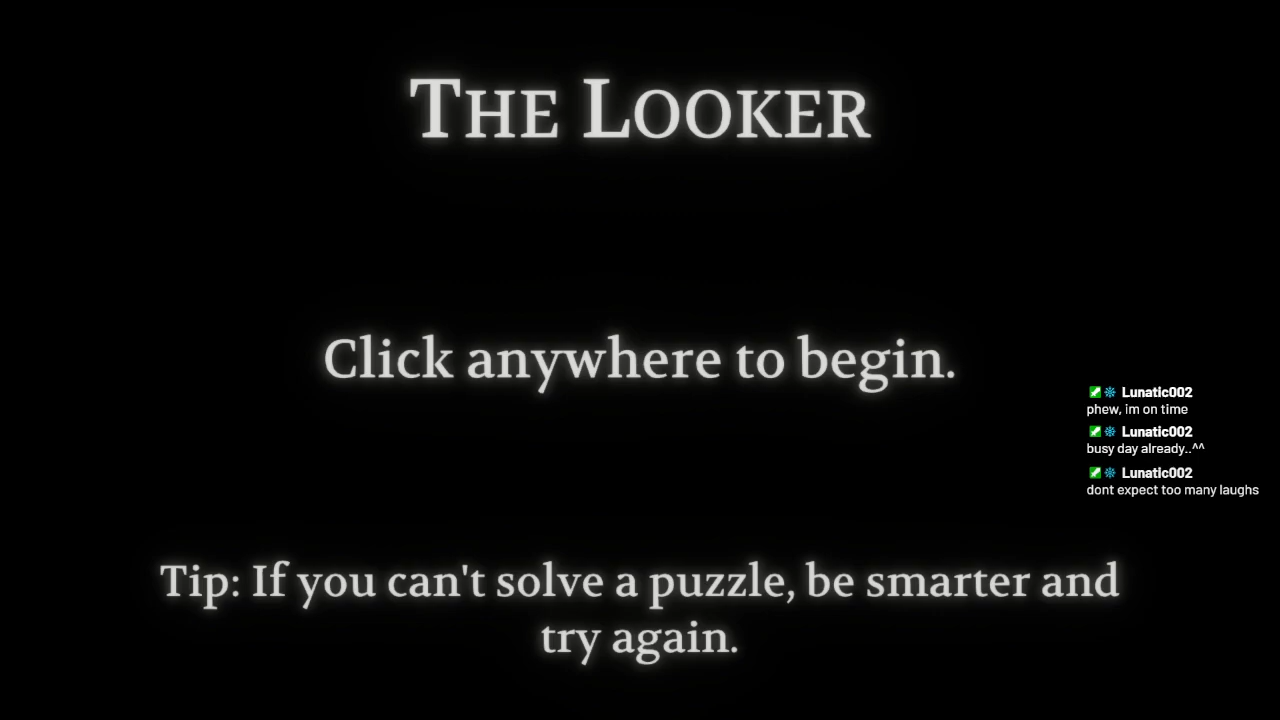 THE LOOKER
Click anywhere to begin.
Lunatic002
phew, im on time
Lunatic002
busy day already..^^
Lunatic002
dont expect too many laughs
Tip: If you can't solve a puzzle, be smarter and
try again.